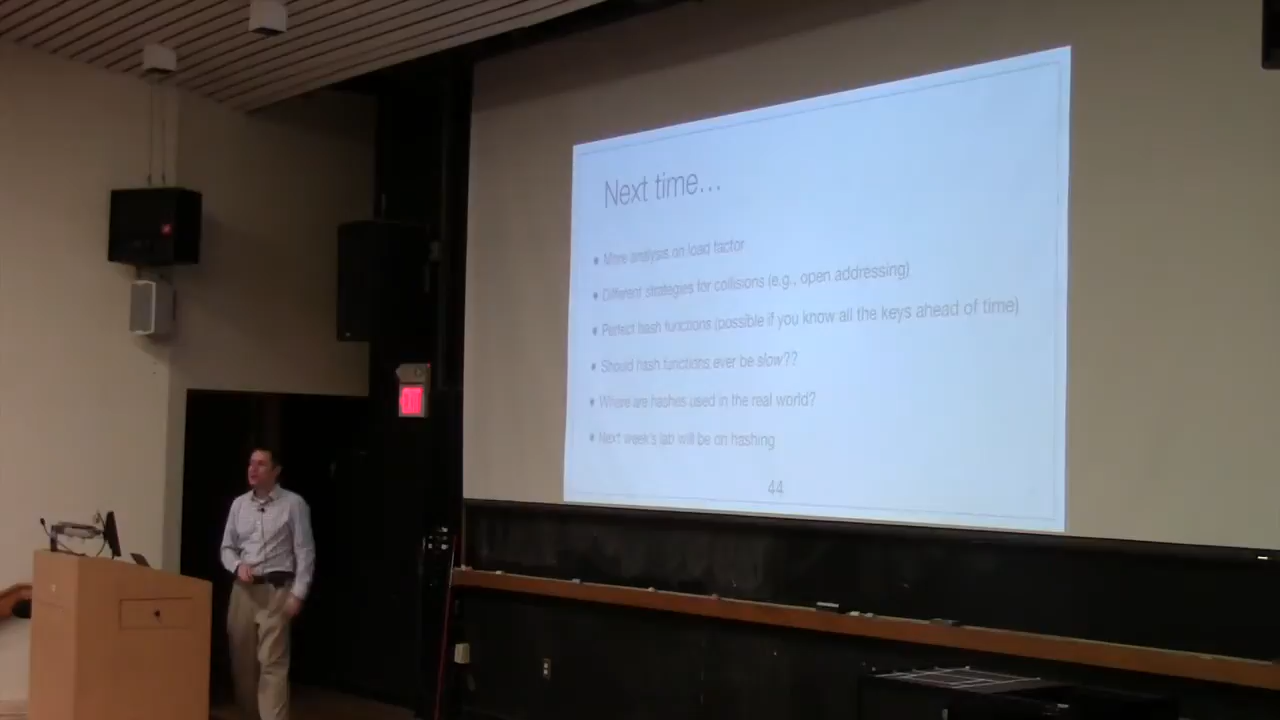 Next time…
• More analysis on load factor
• Different strategies for collisions (e.g., open addressing)
• Perfect hash functions (possible if you know all the keys ahead of time)
• Should hash functions ever be slow??
• Where are hashes used in the real world?
• Next week's lab will be on hashing
44